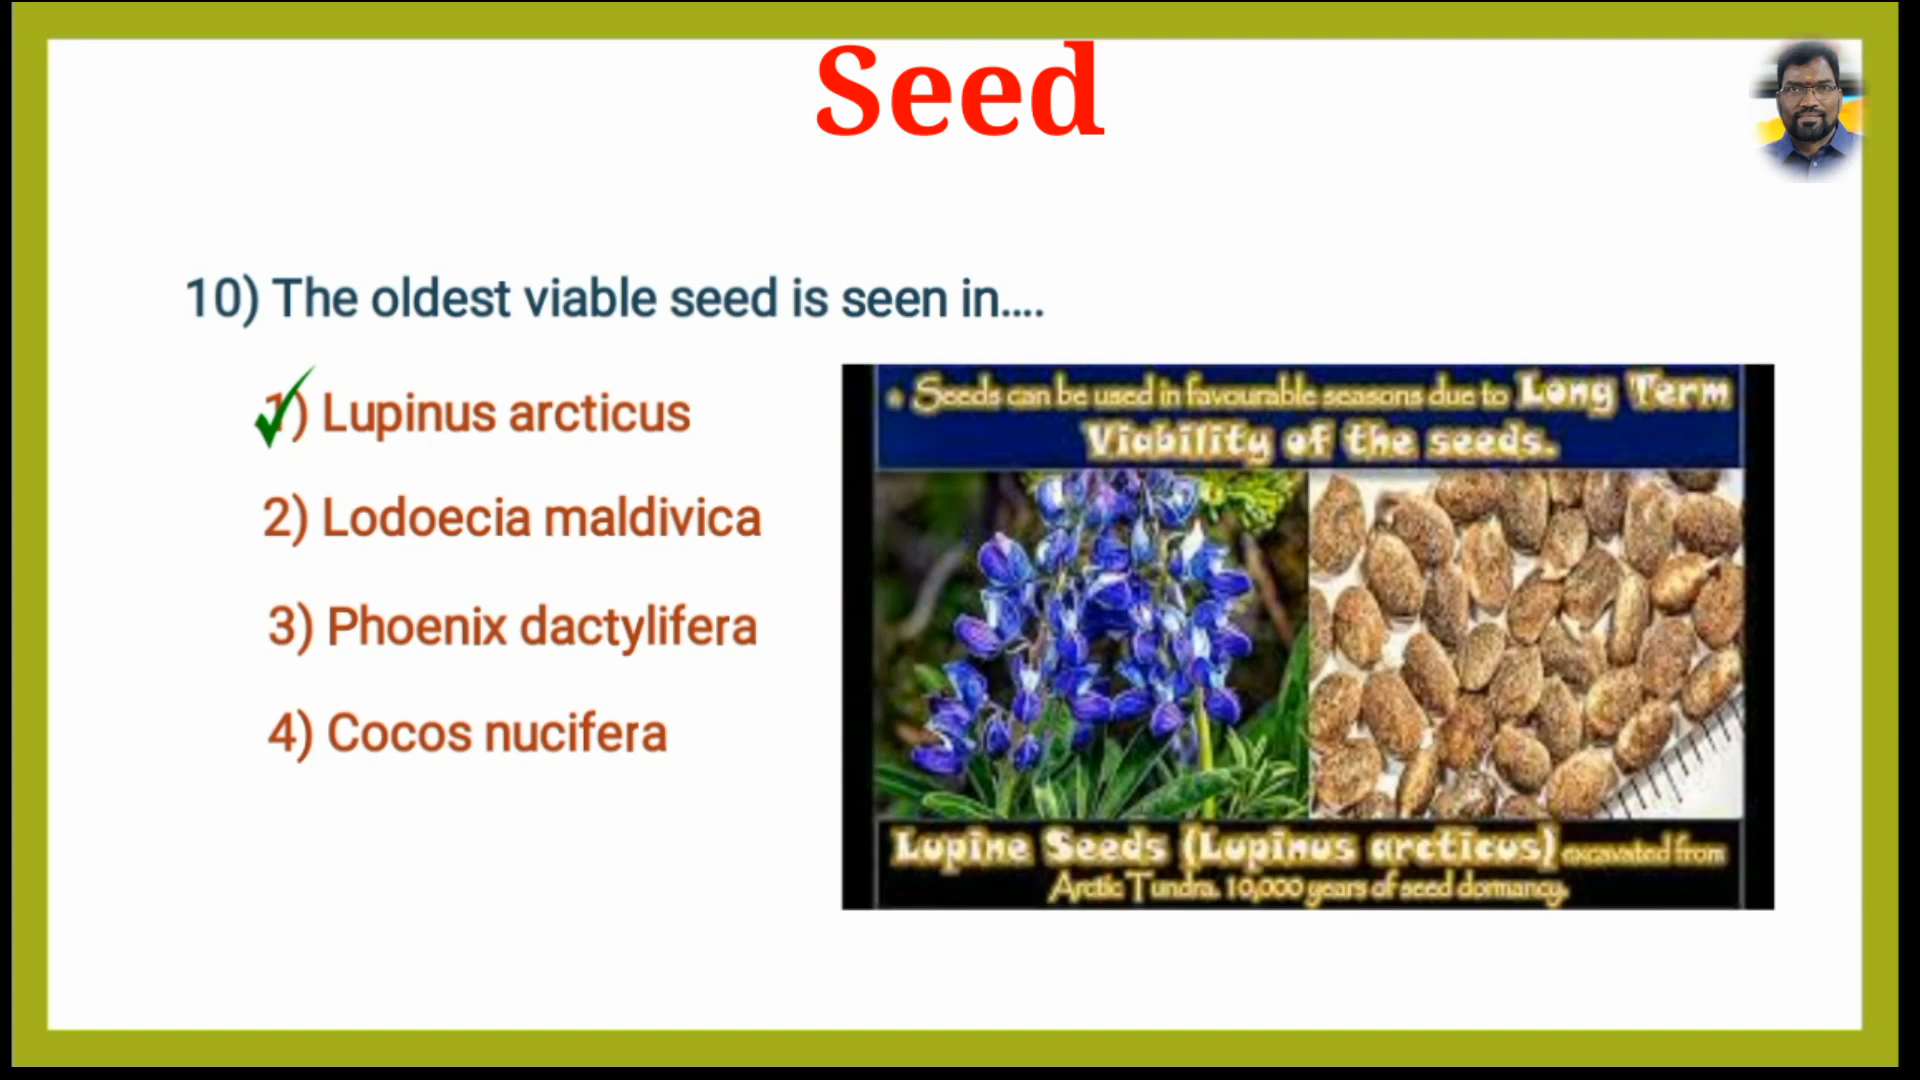 Seed
10) The oldest viable seed is seen in....
1) Lupinus arcticus
2) Lodoecia maldivica
3) Phoenix dactylifera
4) Cocos nucifera
• Seeds can be used in favourable seasons due to Long Term
Viability of the seeds.
Lupine Seeds (Lupinus arcticus) excavated from
Arctic Tundra. 10,000 years of seed dormancy.